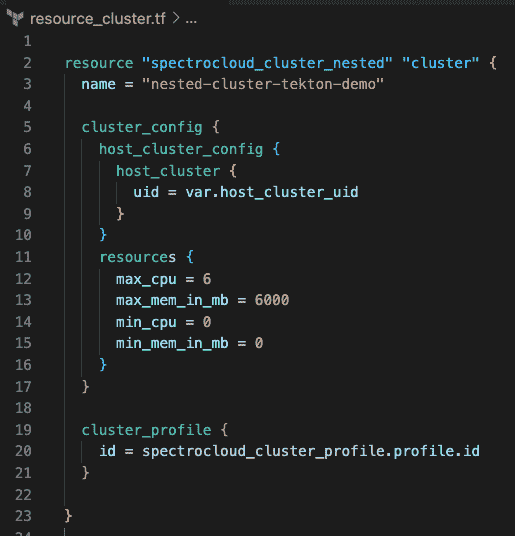 resource_cluster.tf > ...
1
2 resource "spectrocloud_cluster_nested" "cluster" {
3   name = "nested-cluster-tekton-demo"
4
5   cluster_config {
6     host_cluster_config {
7       host_cluster {
8         uid = var.host_cluster_uid
9       }
10     }
11     resources {
12       max_cpu = 6
13       max_mem_in_mb = 6000
14       min_cpu = 0
15       min_mem_in_mb = 0
16     }
17   }
18
19   cluster_profile {
20     id = spectrocloud_cluster_profile.profile.id
21   }
22
23 }
24